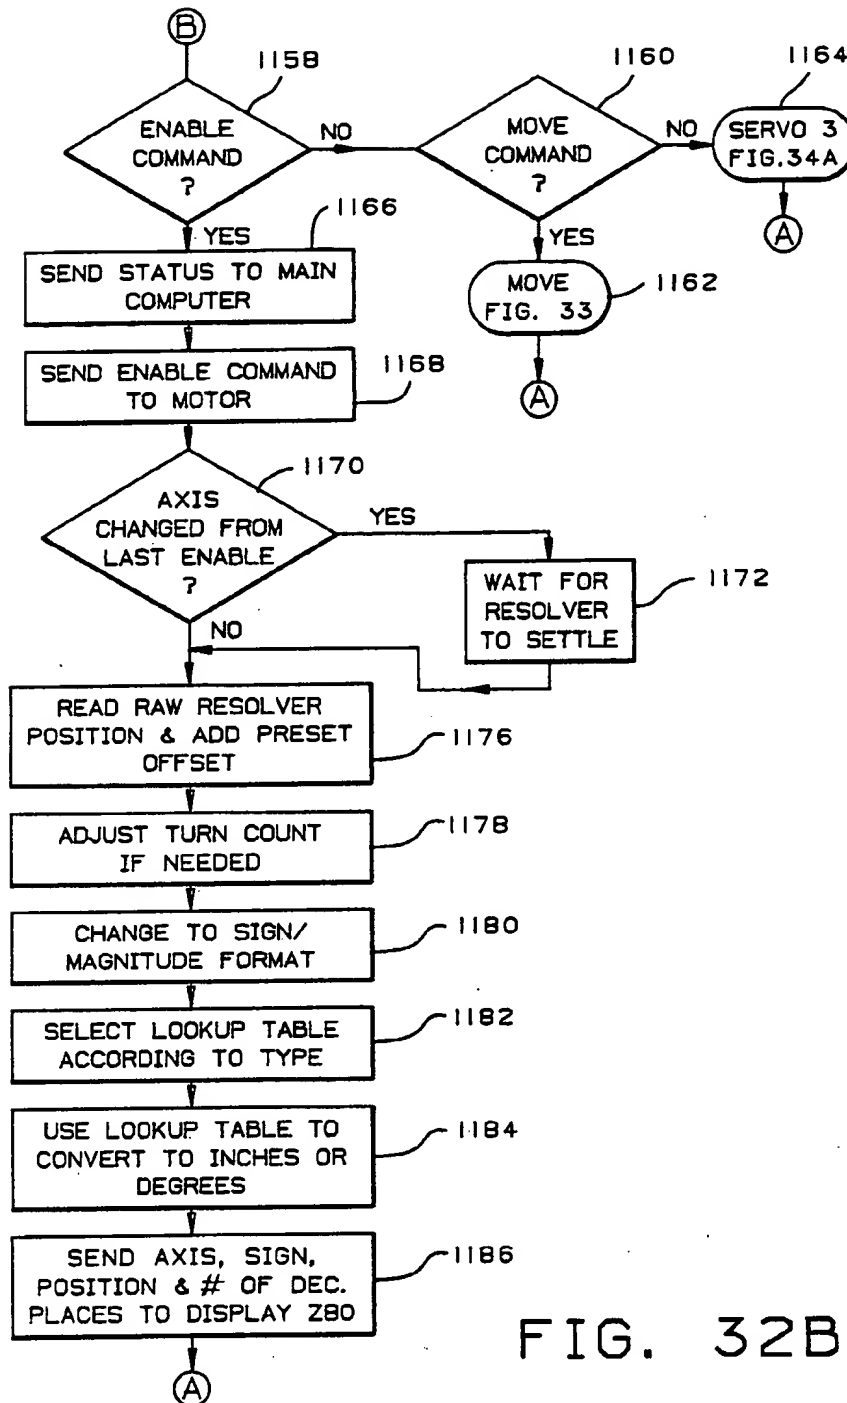 B
1158
ENABLE
COMMAND
?
NO
1160
MOVE
COMMAND
?
NO
1164
SERVO 3
FIG.34A
A
YES
1166
SEND STATUS TO MAIN
COMPUTER
YES
MOVE
FIG. 33
1162
A
SEND ENABLE COMMAND
TO MOTOR
1168
1170
AXIS
CHANGED FROM
LAST ENABLE
?
YES
WAIT FOR
RESOLVER
TO SETTLE
1172
NO
READ RAW RESOLVER
POSITION & ADD PRESET
OFFSET
1176
ADJUST TURN COUNT
IF NEEDED
1178
CHANGE TO SIGN/
MAGNITUDE FORMAT
1180
SELECT LOOKUP TABLE
ACCORDING TO TYPE
1182
USE LOOKUP TABLE TO
CONVERT TO INCHES OR
DEGREES
1184
SEND AXIS, SIGN,
POSITION & # OF DEC.
PLACES TO DISPLAY Z80
1186
A
FIG. 32B